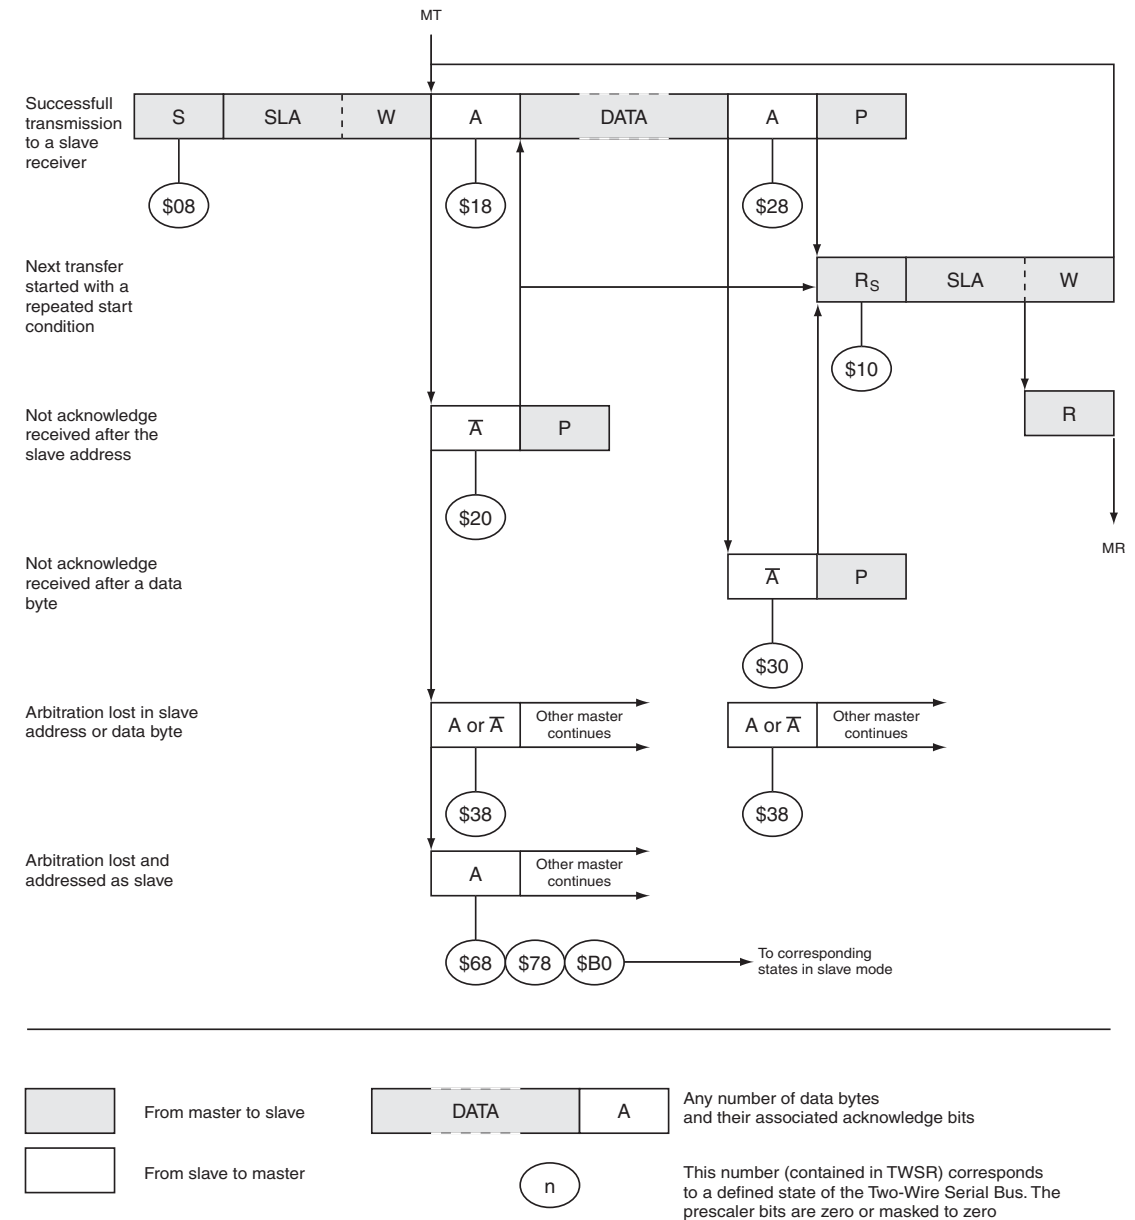 MT
Successfull
transmission
to a slave
receiver
S
SLA
W
A
DATA
A
P
$08
$18
$28
Next transfer
started with a
repeated start
condition
RS
SLA
W
$10
Not acknowledge
received after the
slave address
A̅
P
R
$20
MR
Not acknowledge
received after a data
byte
A̅
P
$30
Arbitration lost in slave
address or data byte
A or A̅
Other master
continues
A or A̅
Other master
continues
$38
$38
Arbitration lost and
addressed as slave
A
Other master
continues
$68
$78
$B0
To corresponding
states in slave mode
From master to slave
DATA
A
Any number of data bytes
and their associated acknowledge bits
From slave to master
n
This number (contained in TWSR) corresponds
to a defined state of the Two-Wire Serial Bus. The
prescaler bits are zero or masked to zero